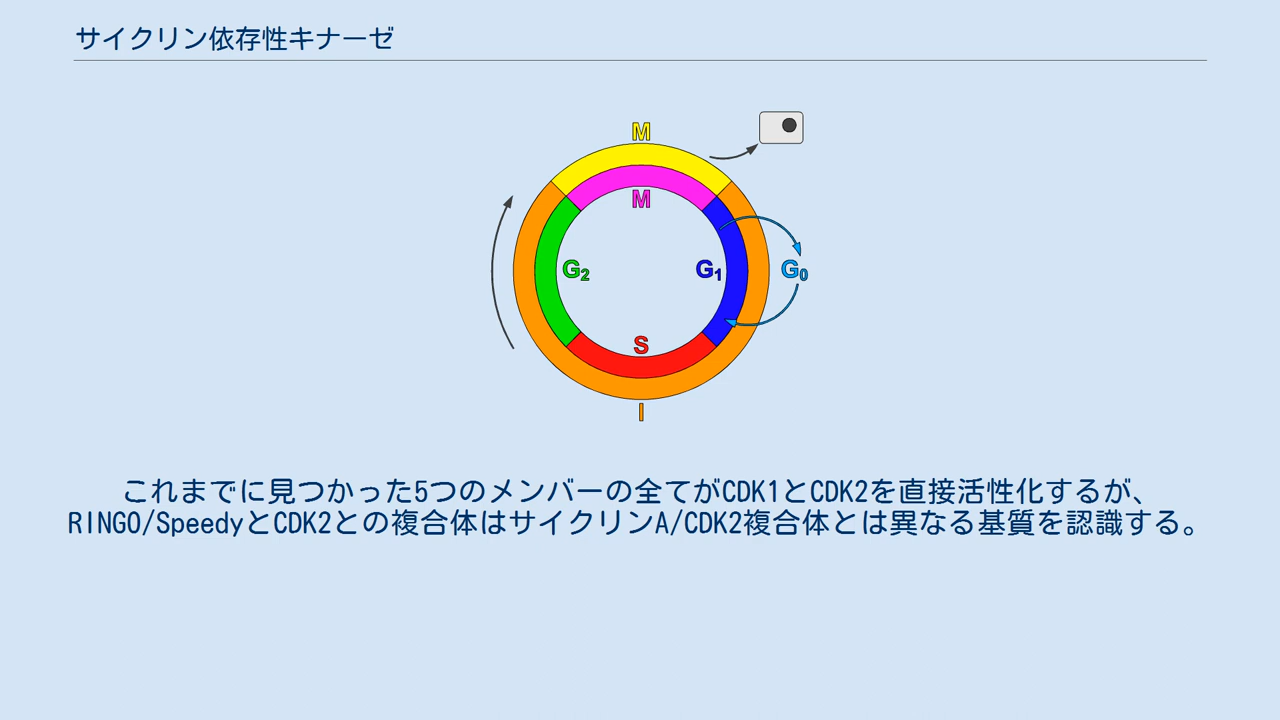 サイクリン依存性キナーゼ
M
M
G₂
G₁
G₀
S
I
これまでに見つかった5つのメンバーの全てがCDK1とCDK2を直接活性化するが、
RINGO/SpeedyとCDK2との複合体はサイクリンA/CDK2複合体とは異なる基質を認識する。